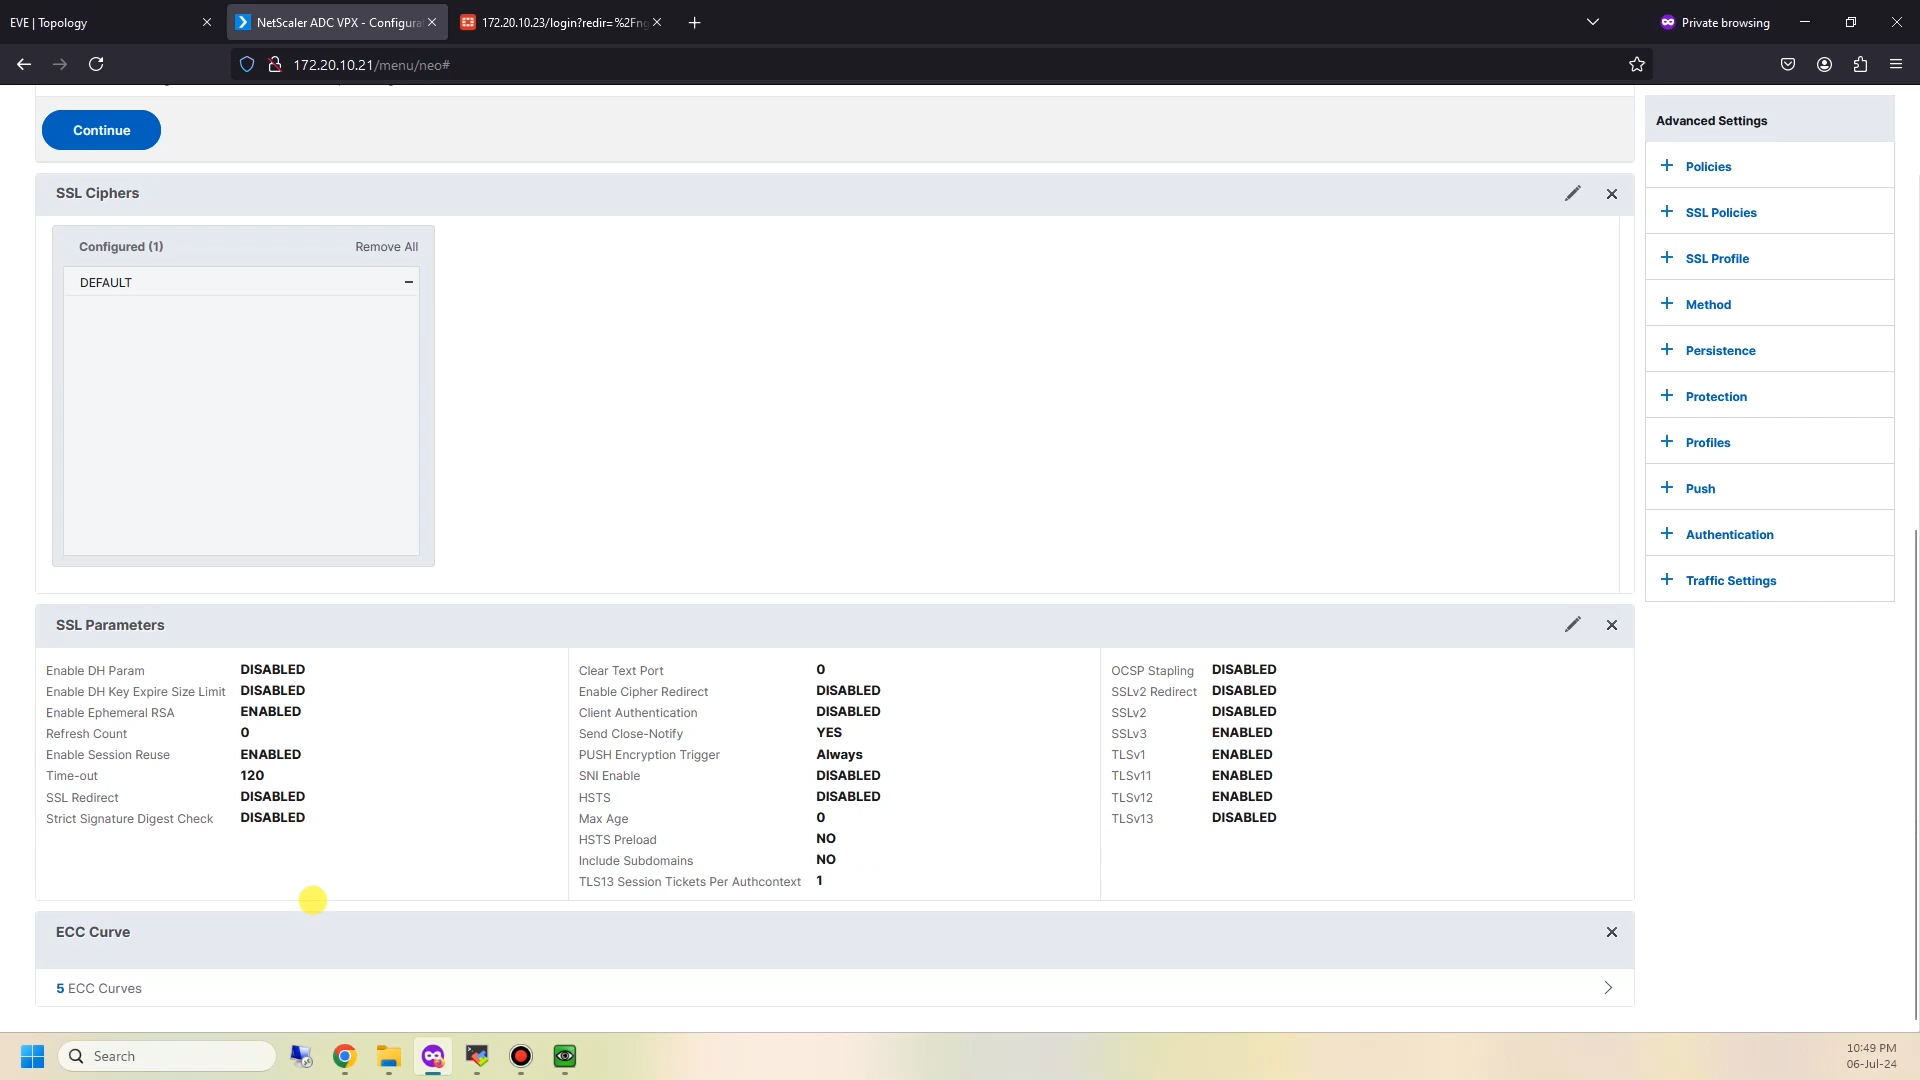 EVE | Topology
NetScaler ADC VPX - Configura
172.20.10.23/login?redir=%2Fng
Private browsing
172.20.10.21/menu/neo#
Continue
Advanced Settings
Policies
SSL Policies
SSL Profile
Method
Persistence
Protection
Profiles
Push
Authentication
Traffic Settings
SSL Ciphers
Configured (1) Remove All
DEFAULT
SSL Parameters
Enable DH Param DISABLED
Enable DH Key Expire Size Limit DISABLED
Enable Ephemeral RSA ENABLED
Refresh Count 0
Enable Session Reuse ENABLED
Time-out 120
SSL Redirect DISABLED
Strict Signature Digest Check DISABLED
Clear Text Port 0
Enable Cipher Redirect DISABLED
Client Authentication DISABLED
Send Close-Notify YES
PUSH Encryption Trigger Always
SNI Enable DISABLED
HSTS DISABLED
Max Age 0
HSTS Preload NO
Include Subdomains NO
TLS13 Session Tickets Per Authcontext 1
OCSP Stapling DISABLED
SSLv2 Redirect DISABLED
SSLv2 DISABLED
SSLv3 ENABLED
TLSv1 ENABLED
TLSv11 ENABLED
TLSv12 ENABLED
TLSv13 DISABLED
ECC Curve
5 ECC Curves
Search
10:49 PM
06-Jul-24